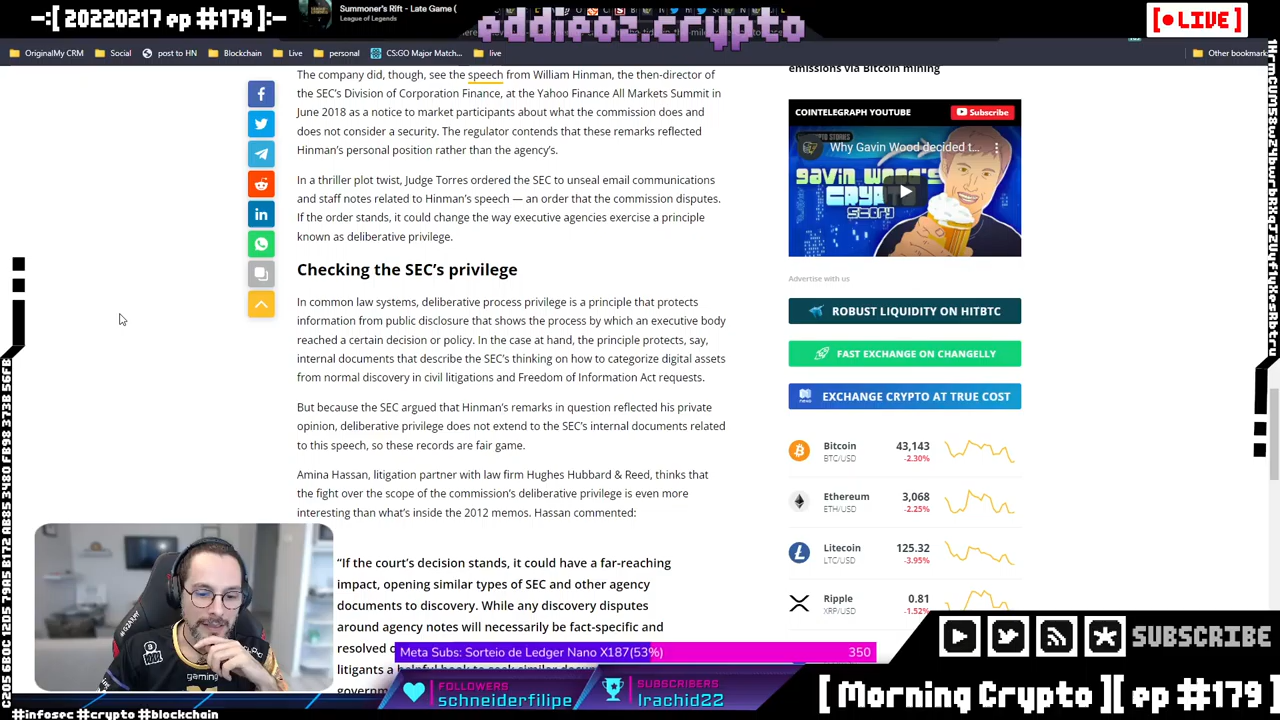 -:[ 20220217 ep #179 ]:-
Summoner's Rift - Late Game (
League of Legends
eddieoz.crypto
[ LIVE ]
OriginalMy CRM
Social
post to HN
Blockchain
Live
personal
CS:GO Major Match...
live
Other bookmark
The company did, though, see the speech from William Hinman, the then-director of
the SEC's Division of Corporation Finance, at the Yahoo Finance All Markets Summit in
June 2018 as a notice to market participants about what the commission does and
does not consider a security. The regulator contends that these remarks reflected
Hinman's personal position rather than the agency's.
In a thriller plot twist, Judge Torres ordered the SEC to unseal email communications
and staff notes related to Hinman's speech — an order that the commission disputes.
If the order stands, it could change the way executive agencies exercise a principle
known as deliberative privilege.
Checking the SEC's privilege
In common law systems, deliberative process privilege is a principle that protects
information from public disclosure that shows the process by which an executive body
reached a certain decision or policy. In the case at hand, the principle protects, say,
internal documents that describe the SEC's thinking on how to categorize digital assets
from normal discovery in civil litigations and Freedom of Information Act requests.
But because the SEC argued that Hinman's remarks in question reflected his private
opinion, deliberative privilege does not extend to the SEC's internal documents related
to this speech, so these records are fair game.
Amina Hassan, litigation partner with law firm Hughes Hubbard & Reed, thinks that
the fight over the scope of the commission's deliberative privilege is even more
interesting than what's inside the 2012 memos. Hassan commented:
"If the court's decision stands, it could have a far-reaching
impact, opening similar types of SEC and other agency
documents to discovery. While any discovery disputes
around agency notes will necessarily be fact-specific and
resolved
litigants a helpful book to seek similar
emissions via Bitcoin mining
COINTELEGRAPH YOUTUBE
Subscribe
Why Gavin Wood decided t...
GAVIN WOOD'S
CRYPTO
STORY
Advertise with us
ROBUST LIQUIDITY ON HITBTC
FAST EXCHANGE ON CHANGELLY
nexo
EXCHANGE CRYPTO AT TRUE COST
Bitcoin 43,143
BTC/USD -2.30%
Ethereum 3,068
ETH/USD -2.25%
Litecoin 125.32
LTC/USD -3.95%
Ripple 0.81
XRP/USD -1.52%
gaming
Meta Subs: Sorteio de Ledger Nano X187(53%) 350
FOLLOWERS
schneiderfilipe
SUBSCRIBERS
lrachid22
SUBSCRIBE
[ Morning Crypto ][ ep #179 ]
#infosec #crypto #blockchain